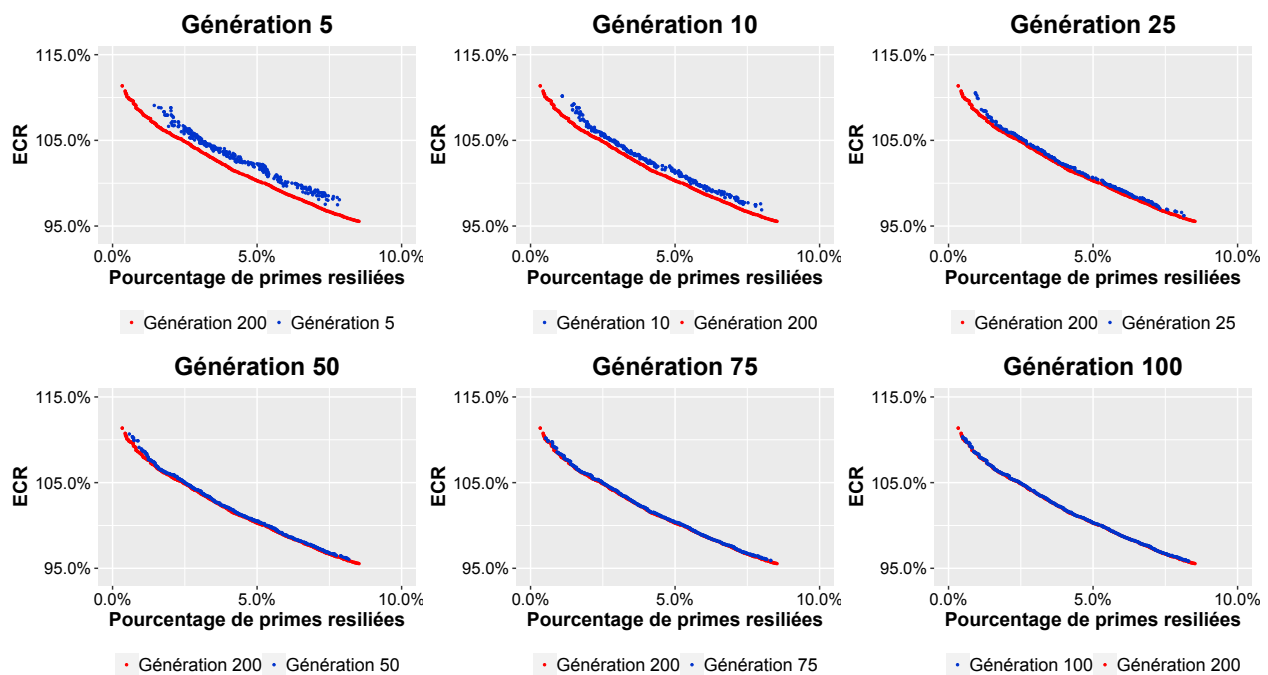 Génération 5
115.0%
105.0%
95.0%
ECR
0.0%
5.0%
10.0%
Pourcentage de primes resiliées
Génération 200 Génération 5
Génération 10
115.0%
105.0%
95.0%
ECR
0.0%
5.0%
10.0%
Pourcentage de primes resiliées
Génération 10 Génération 200
Génération 25
115.0%
105.0%
95.0%
ECR
0.0%
5.0%
10.0%
Pourcentage de primes resiliées
Génération 200 Génération 25
Génération 50
115.0%
105.0%
95.0%
ECR
0.0%
5.0%
10.0%
Pourcentage de primes resiliées
Génération 200 Génération 50
Génération 75
115.0%
105.0%
95.0%
ECR
0.0%
5.0%
10.0%
Pourcentage de primes resiliées
Génération 200 Génération 75
Génération 100
115.0%
105.0%
95.0%
ECR
0.0%
5.0%
10.0%
Pourcentage de primes resiliées
Génération 100 Génération 200